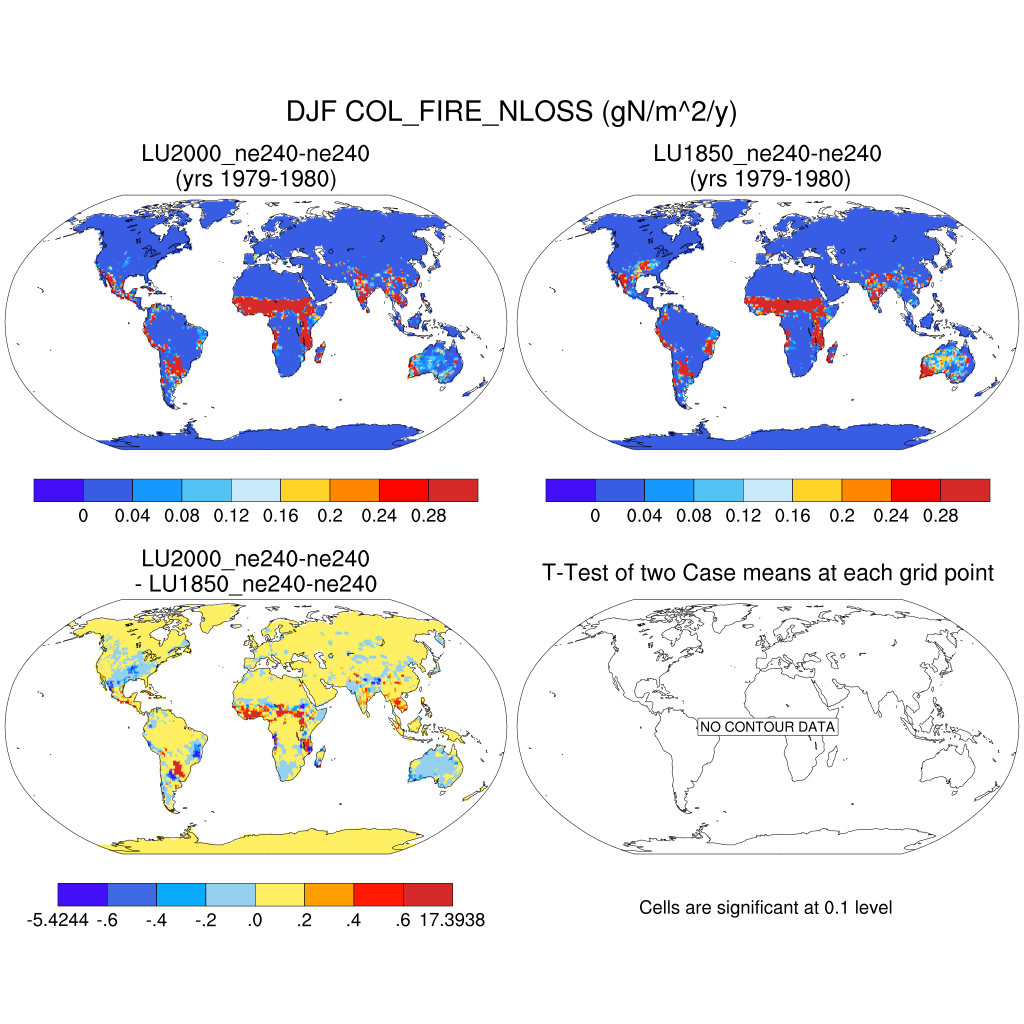 DJF COL_FIRE_NLOSS (gN/m^2/y)
LU2000_ne240-ne240
(yrs 1979-1980)
LU1850_ne240-ne240
(yrs 1979-1980)
0 0.04 0.08 0.12 0.16 0.2 0.24 0.28
0 0.04 0.08 0.12 0.16 0.2 0.24 0.28
LU2000_ne240-ne240
- LU1850_ne240-ne240
T-Test of two Case means at each grid point
NO CONTOUR DATA
-5.4244 -.6 -.4 -.2 .0 .2 .4 .6 17.3938
Cells are significant at 0.1 level